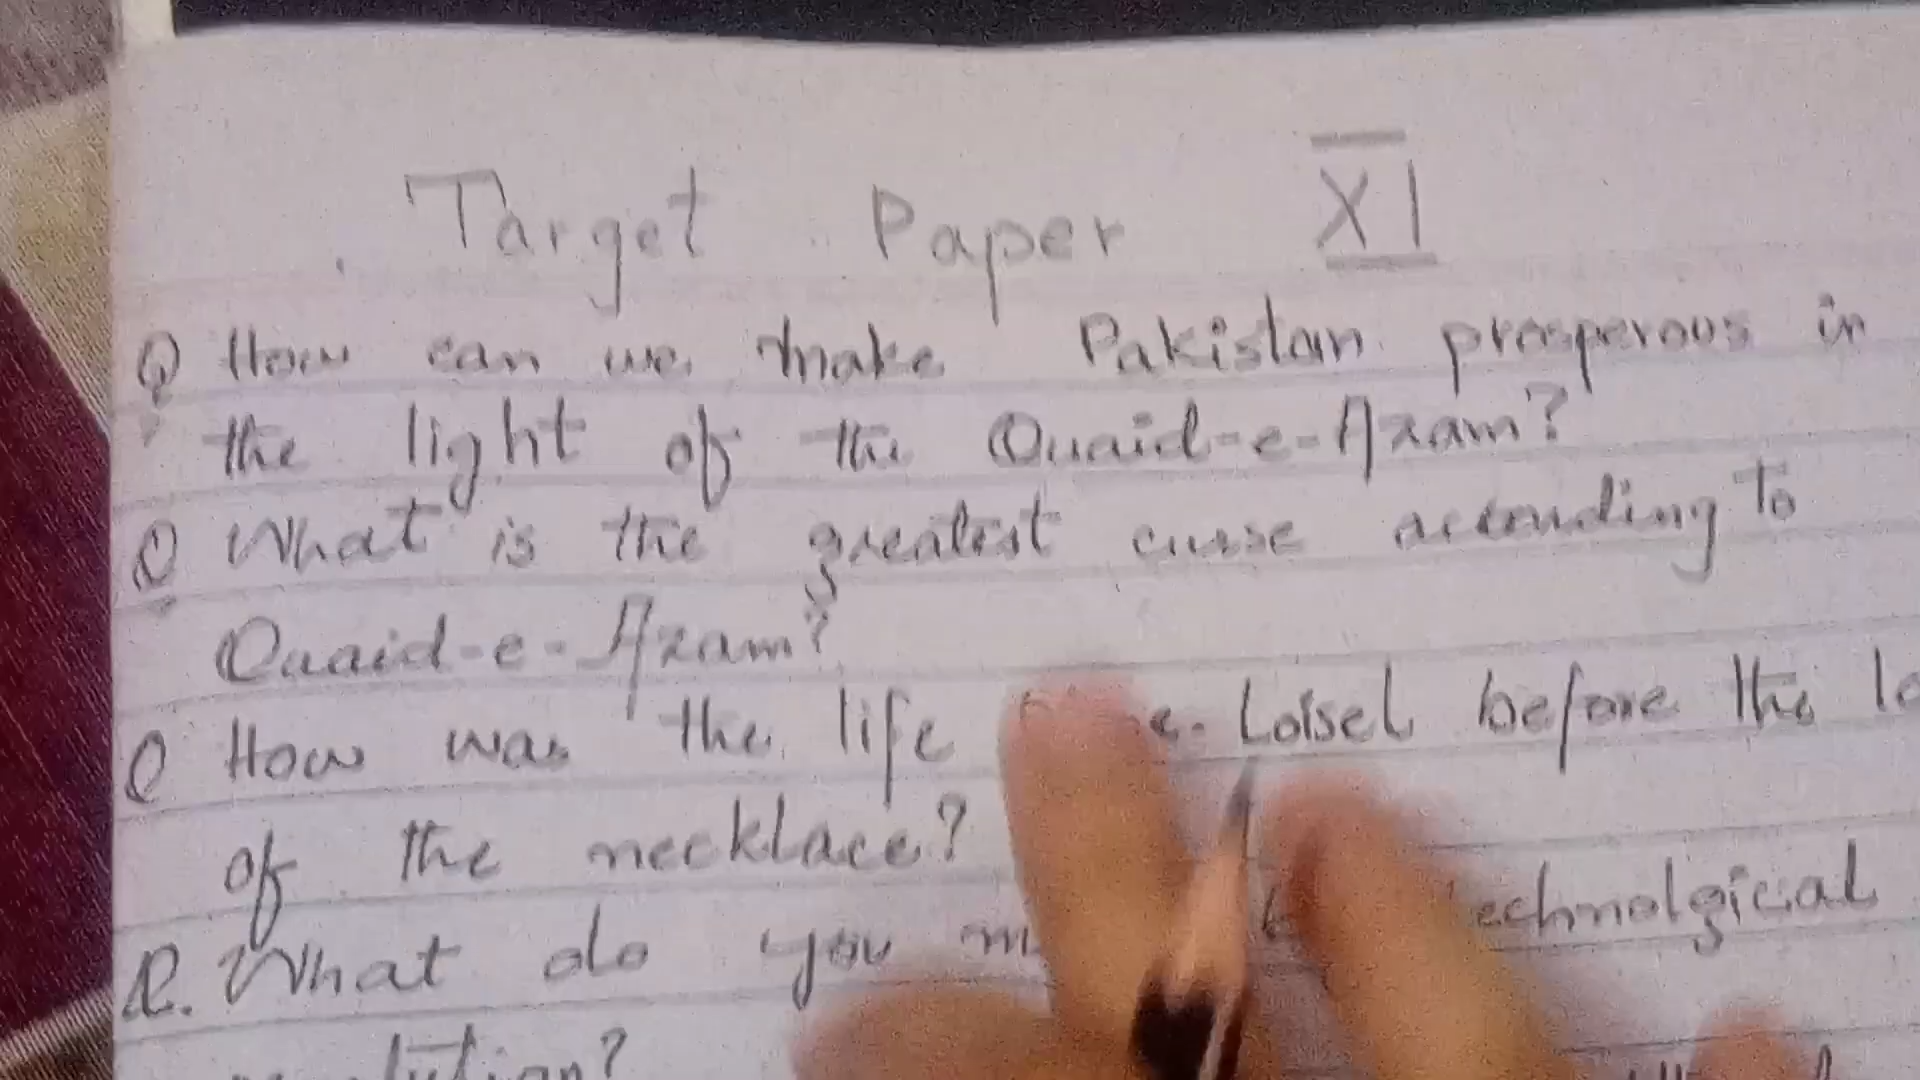 Target Paper XI
Q How can we make Pakistan prosperous in
the light of the Quaid-e-Azam?
Q What is the greatest curse according to
Quaid-e-Azam?
Q How was the life Loisel before the
of the necklace?
Q. What do you technolgical